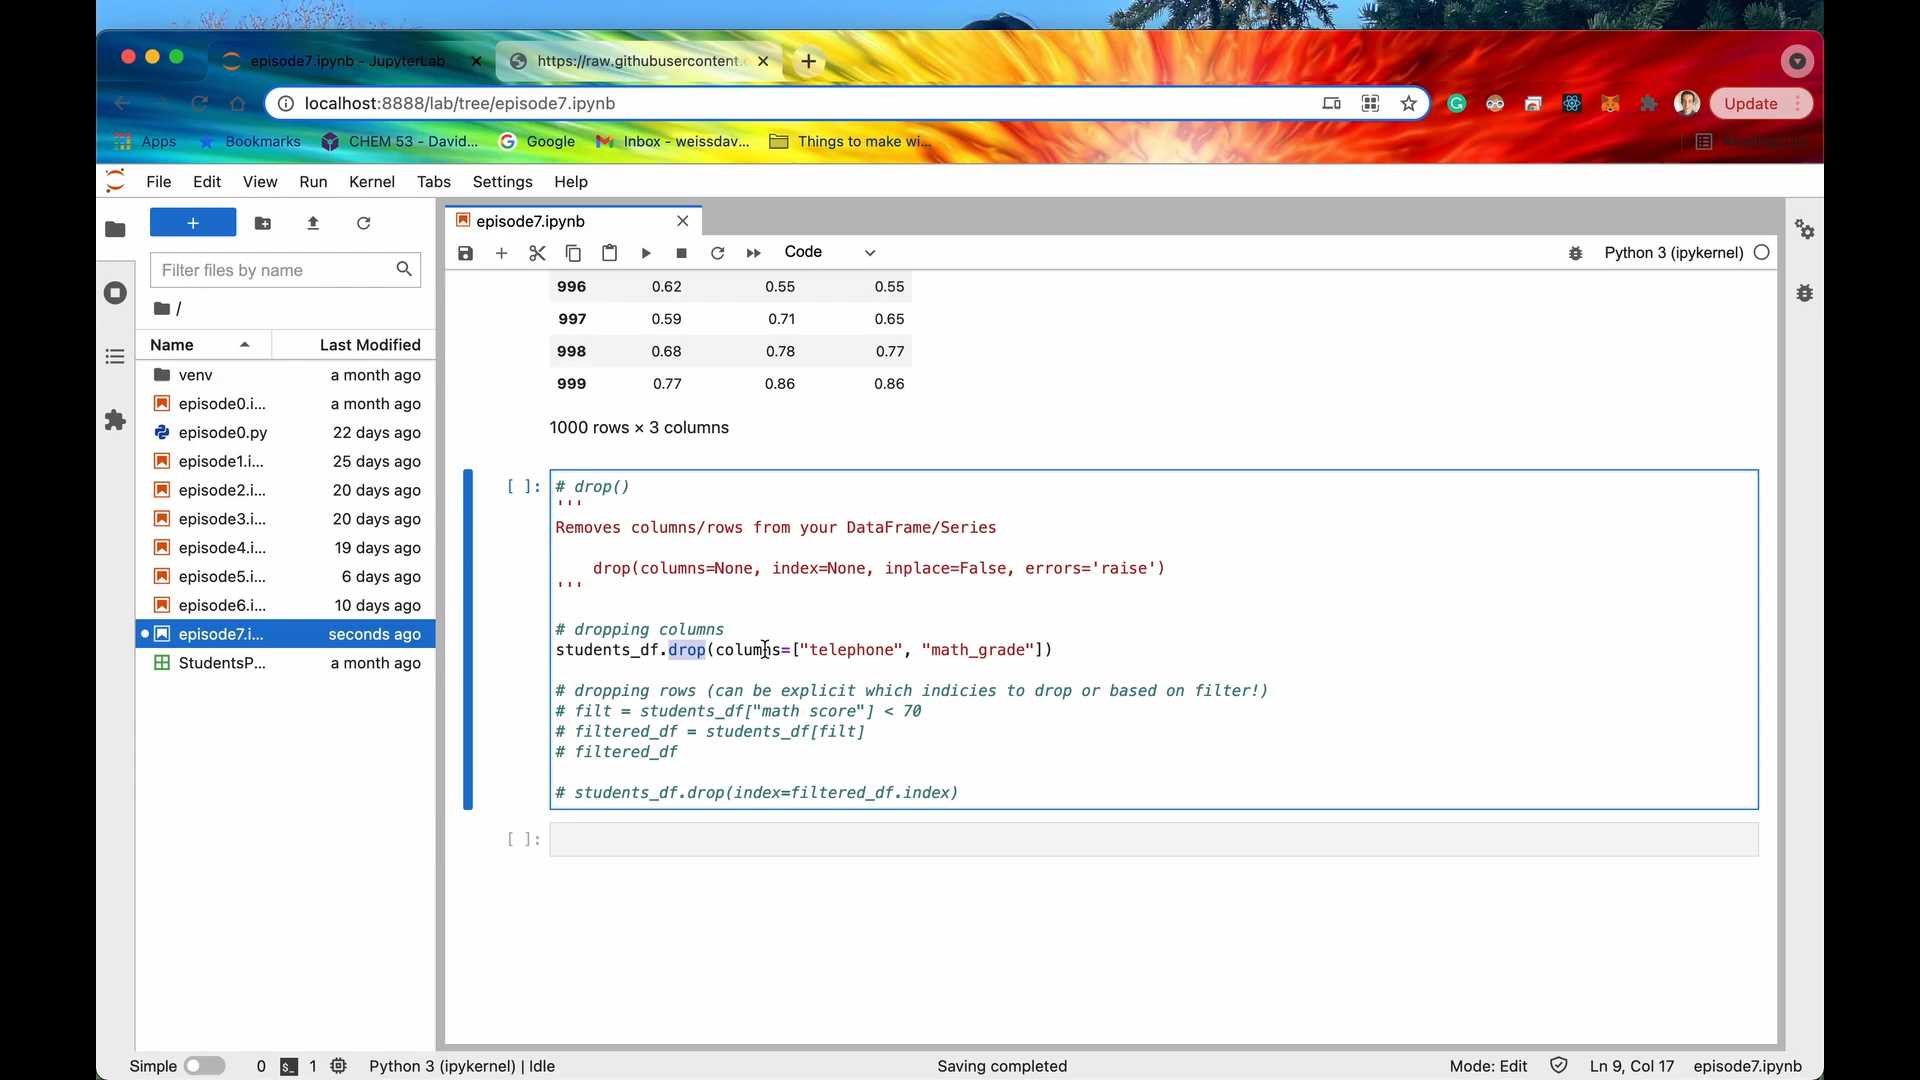 episode7.ipynb - JupyterLab
https://raw.githubusercontent.c
localhost:8888/lab/tree/episode7.ipynb
Update
Apps
Bookmarks
CHEM 53 - David...
Google
Inbox - weissdav...
Things to make wi...
Reading List
File Edit View Run Kernel Tabs Settings Help
+
Filter files by name
/
Name Last Modified
venv a month ago
episode0.i... a month ago
episode0.py 22 days ago
episode1.i... 25 days ago
episode2.i... 20 days ago
episode3.i... 20 days ago
episode4.i... 19 days ago
episode5.i... 6 days ago
episode6.i... 10 days ago
episode7.i... seconds ago
StudentsP... a month ago
episode7.ipynb
Code
Python 3 (ipykernel)
996 0.62 0.55 0.55
997 0.59 0.71 0.65
998 0.68 0.78 0.77
999 0.77 0.86 0.86
1000 rows × 3 columns
[ ]:
# drop()
'''
Removes columns/rows from your DataFrame/Series
drop(columns=None, index=None, inplace=False, errors='raise')
'''
# dropping columns
students_df.drop(columns=["telephone", "math_grade"])
# dropping rows (can be explicit which indicies to drop or based on filter!)
# filt = students_df["math score"] < 70
# filtered_df = students_df[filt]
# filtered_df
# students_df.drop(index=filtered_df.index)
[ ]:
Simple
0
$_
1
Python 3 (ipykernel) | Idle
Saving completed
Mode: Edit
Ln 9, Col 17
episode7.ipynb